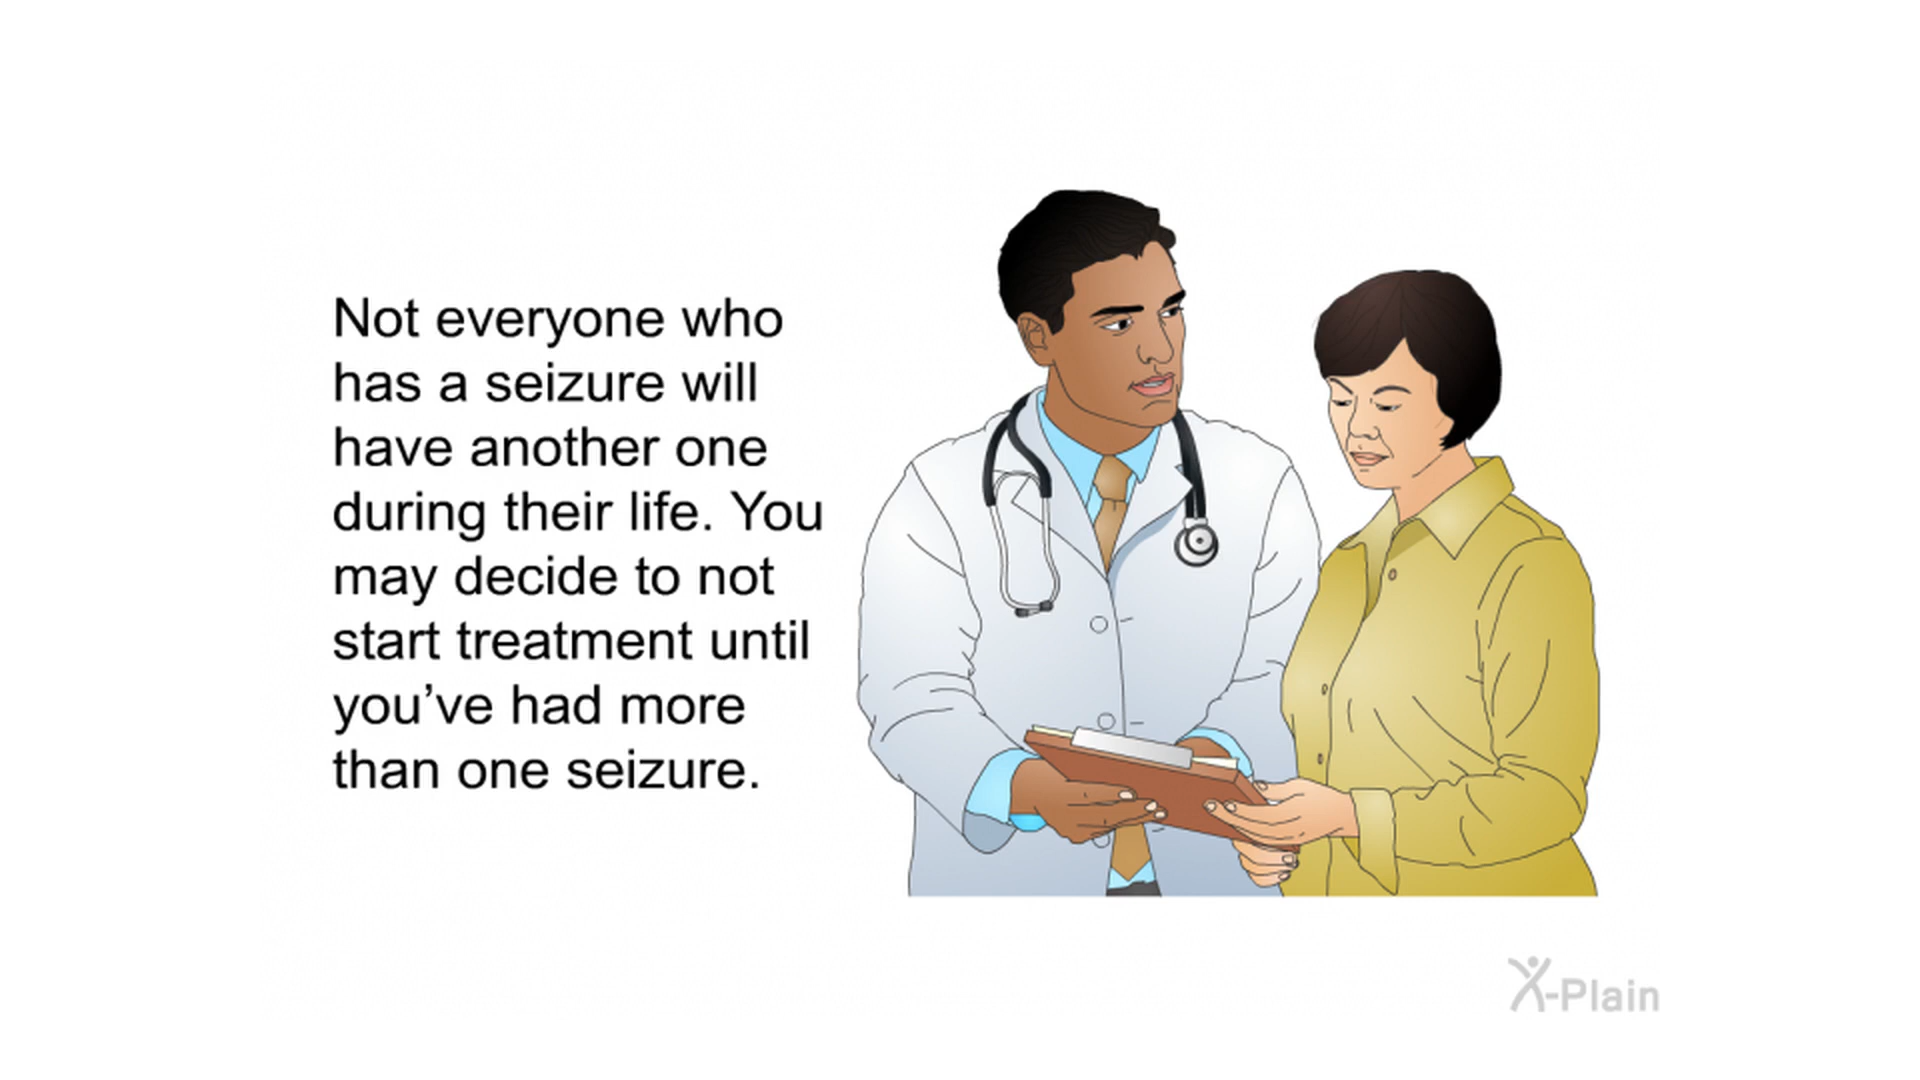 Not everyone who
has a seizure will
have another one
during their life. You
may decide to not
start treatment until
you’ve had more
than one seizure.
X-Plain